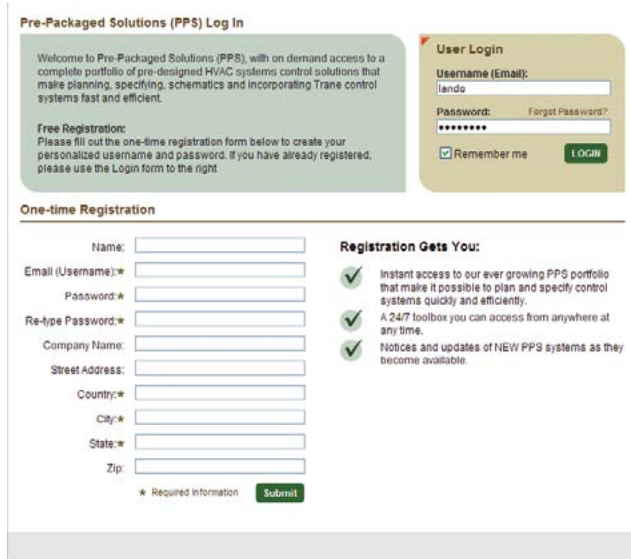 Pre-Packaged Solutions (PPS) Log In
Welcome to Pre-Packaged Solutions (PPS), with on demand access to a
complete portfolio of pre-designed HVAC systems control solutions that
make planning, specifying, schematics and incorporating Trane control
systems fast and efficient.
Free Registration:
Please fill out the one-time registration form below to create your
personalized username and password. If you have already registered,
please use the Login form to the right
User Login
Username (Email):
lando
Password: Forgot Password?
••••••••
Remember me LOGIN
One-time Registration
Name:
Email (Username):*
Password:*
Re-type Password:*
Company Name:
Street Address:
Country:*
City:*
State:*
Zip:
* Required Information Submit
Registration Gets You:
Instant access to our ever growing PPS portfolio
that make it possible to plan and specify control
systems quickly and efficiently.
A 24/7 toolbox you can access from anywhere at
any time.
Notices and updates of NEW PPS systems as they
become available.